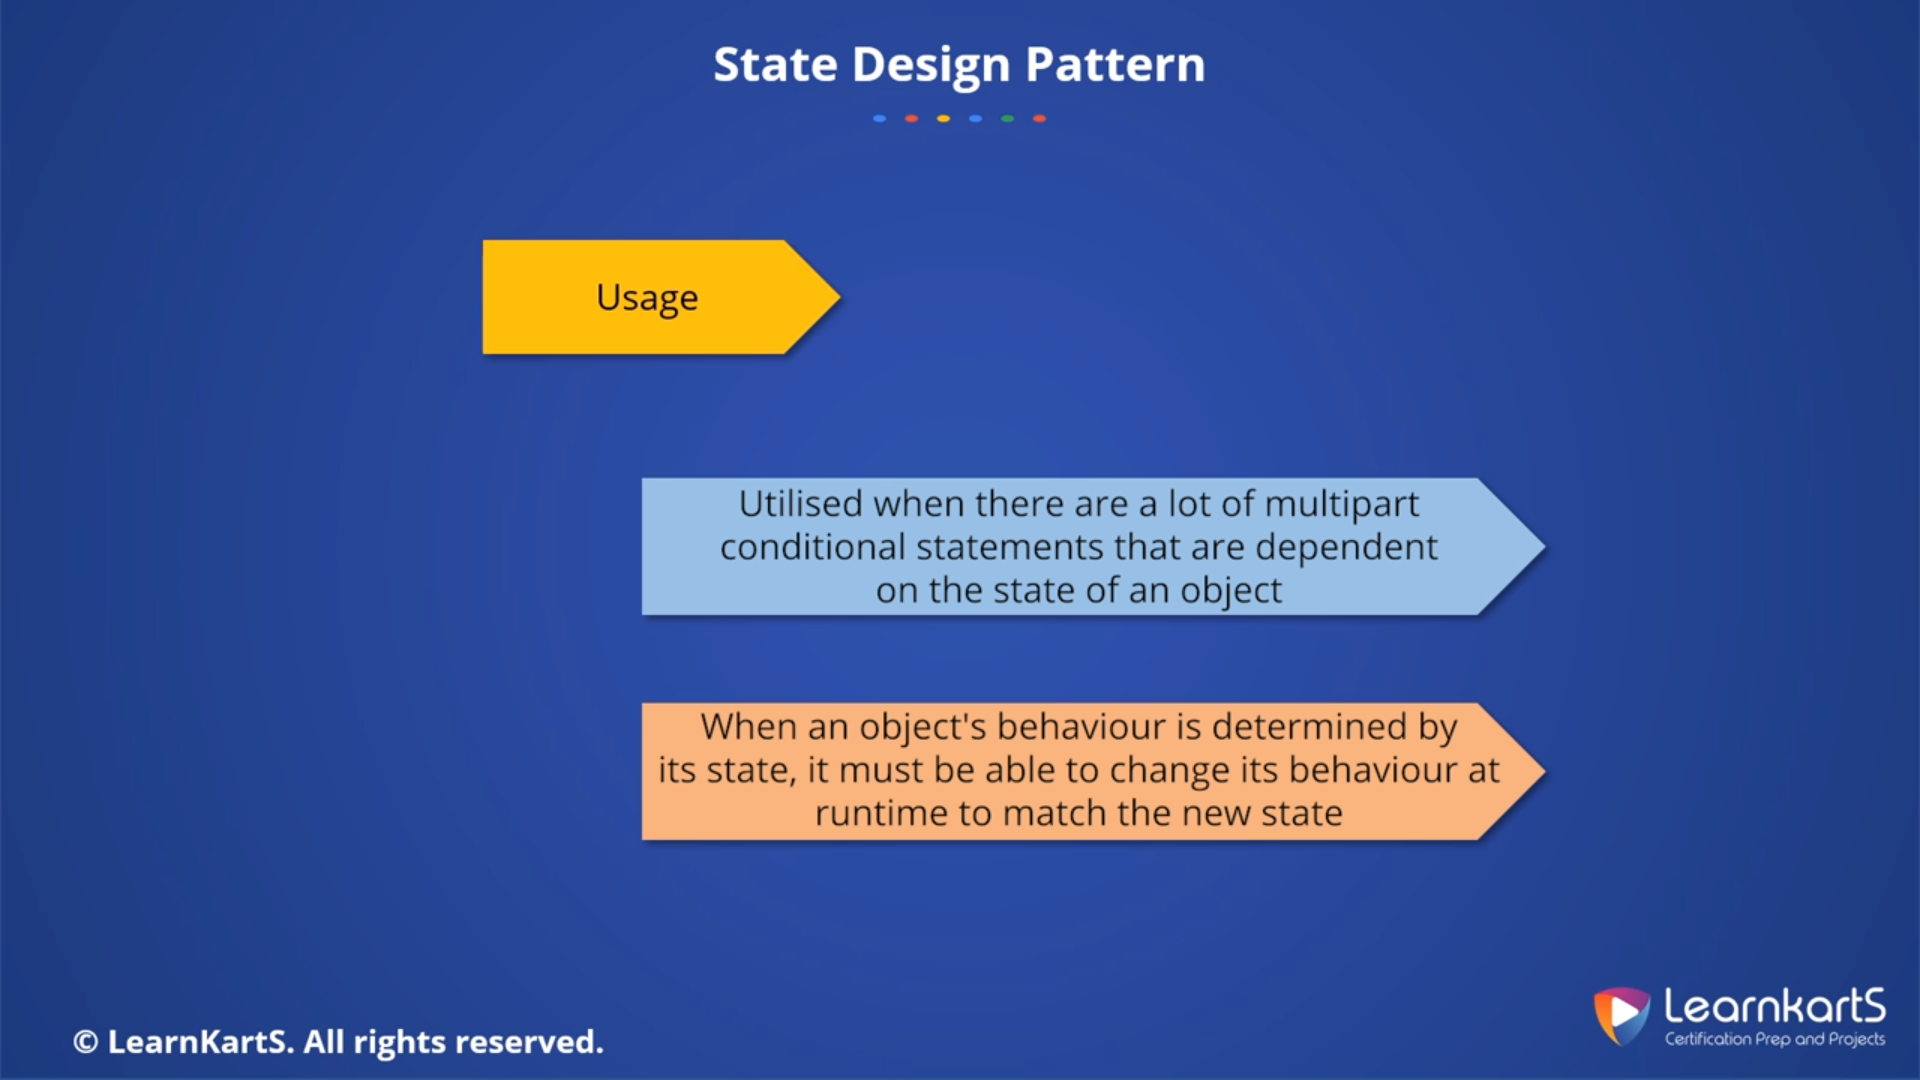 State Design Pattern
Usage
Utilised when there are a lot of multipart
conditional statements that are dependent
on the state of an object
When an object's behaviour is determined by
its state, it must be able to change its behaviour at
runtime to match the new state
© LearnKartS. All rights reserved.
LearnkartS
Certification Prep and Projects